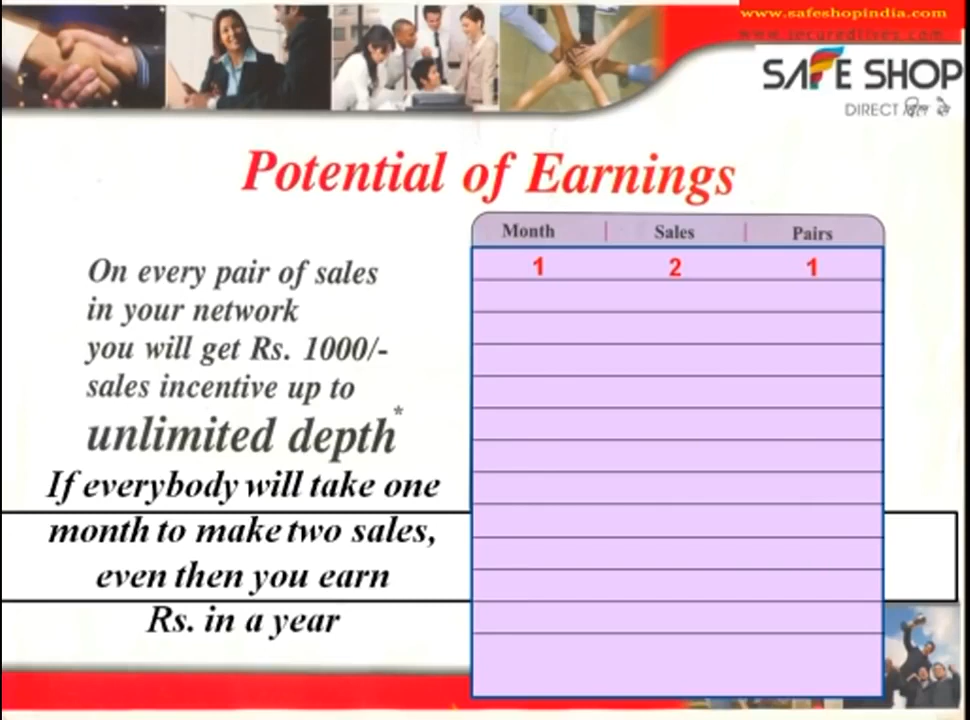 www.safeshopindia.com
www.securedlives.com
SAFE SHOP
DIRECT दिल से
Potential of Earnings
Month Sales Pairs
1 2 1
On every pair of sales
in your network
you will get Rs. 1000/-
sales incentive up to
unlimited depth*
If everybody will take one
month to make two sales,
even then you earn
Rs. in a year